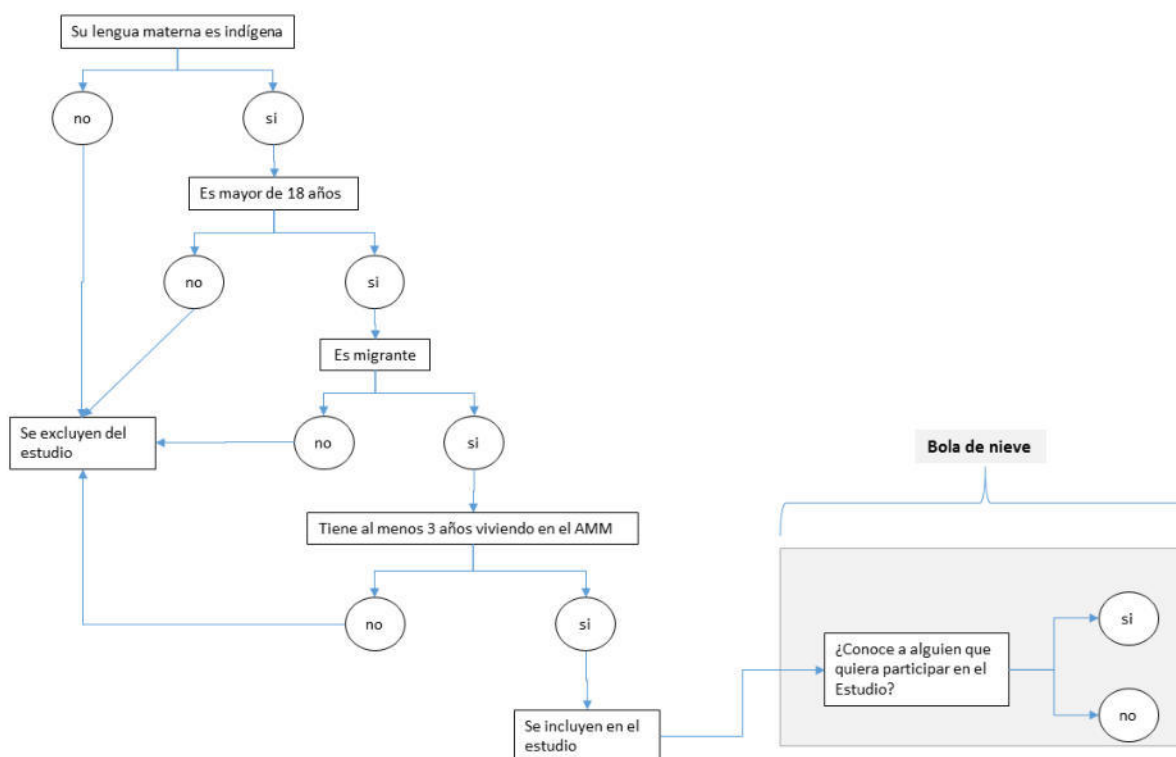 Su lengua materna es indígena
no
si
Es mayor de 18 años
no
si
Es migrante
Se excluyen del
estudio
no
si
Bola de nieve
Tiene al menos 3 años viviendo en el AMM
no
si
¿Conoce a alguien que
quiera participar en el
Estudio?
si
no
Se incluyen en el
estudio